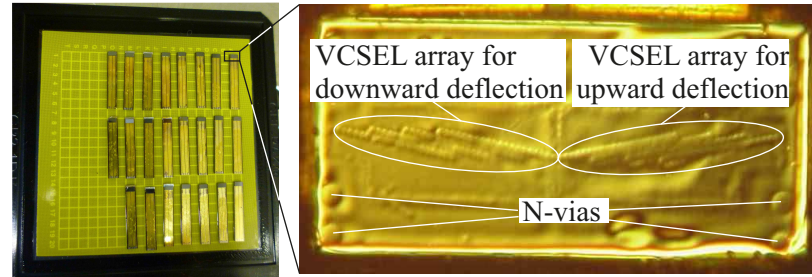 VCSEL array for
downward deflection
VCSEL array for
upward deflection
N-vias